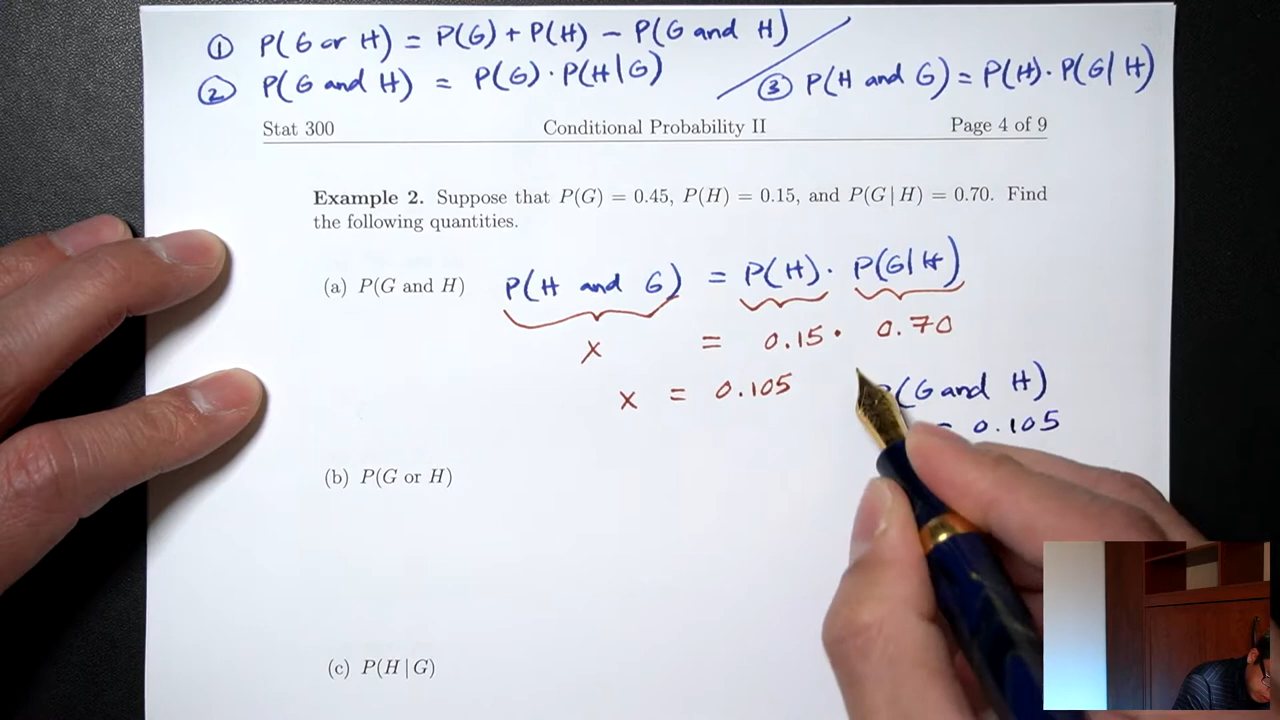 ① P(G or H) = P(G) + P(H) − P(G and H)
② P(G and H) = P(G) · P(H|G)
③ P(H and G) = P(H) · P(G|H)
Stat 300 Conditional Probability II Page 4 of 9
Example 2. Suppose that P(G) = 0.45, P(H) = 0.15, and P(G | H) = 0.70. Find
the following quantities.
(a) P(G and H) P(H and G) = P(H) · P(G|H)
x = 0.15 · 0.70
x = 0.105 P(G and H)
= 0.105
(b) P(G or H)
(c) P(H | G)